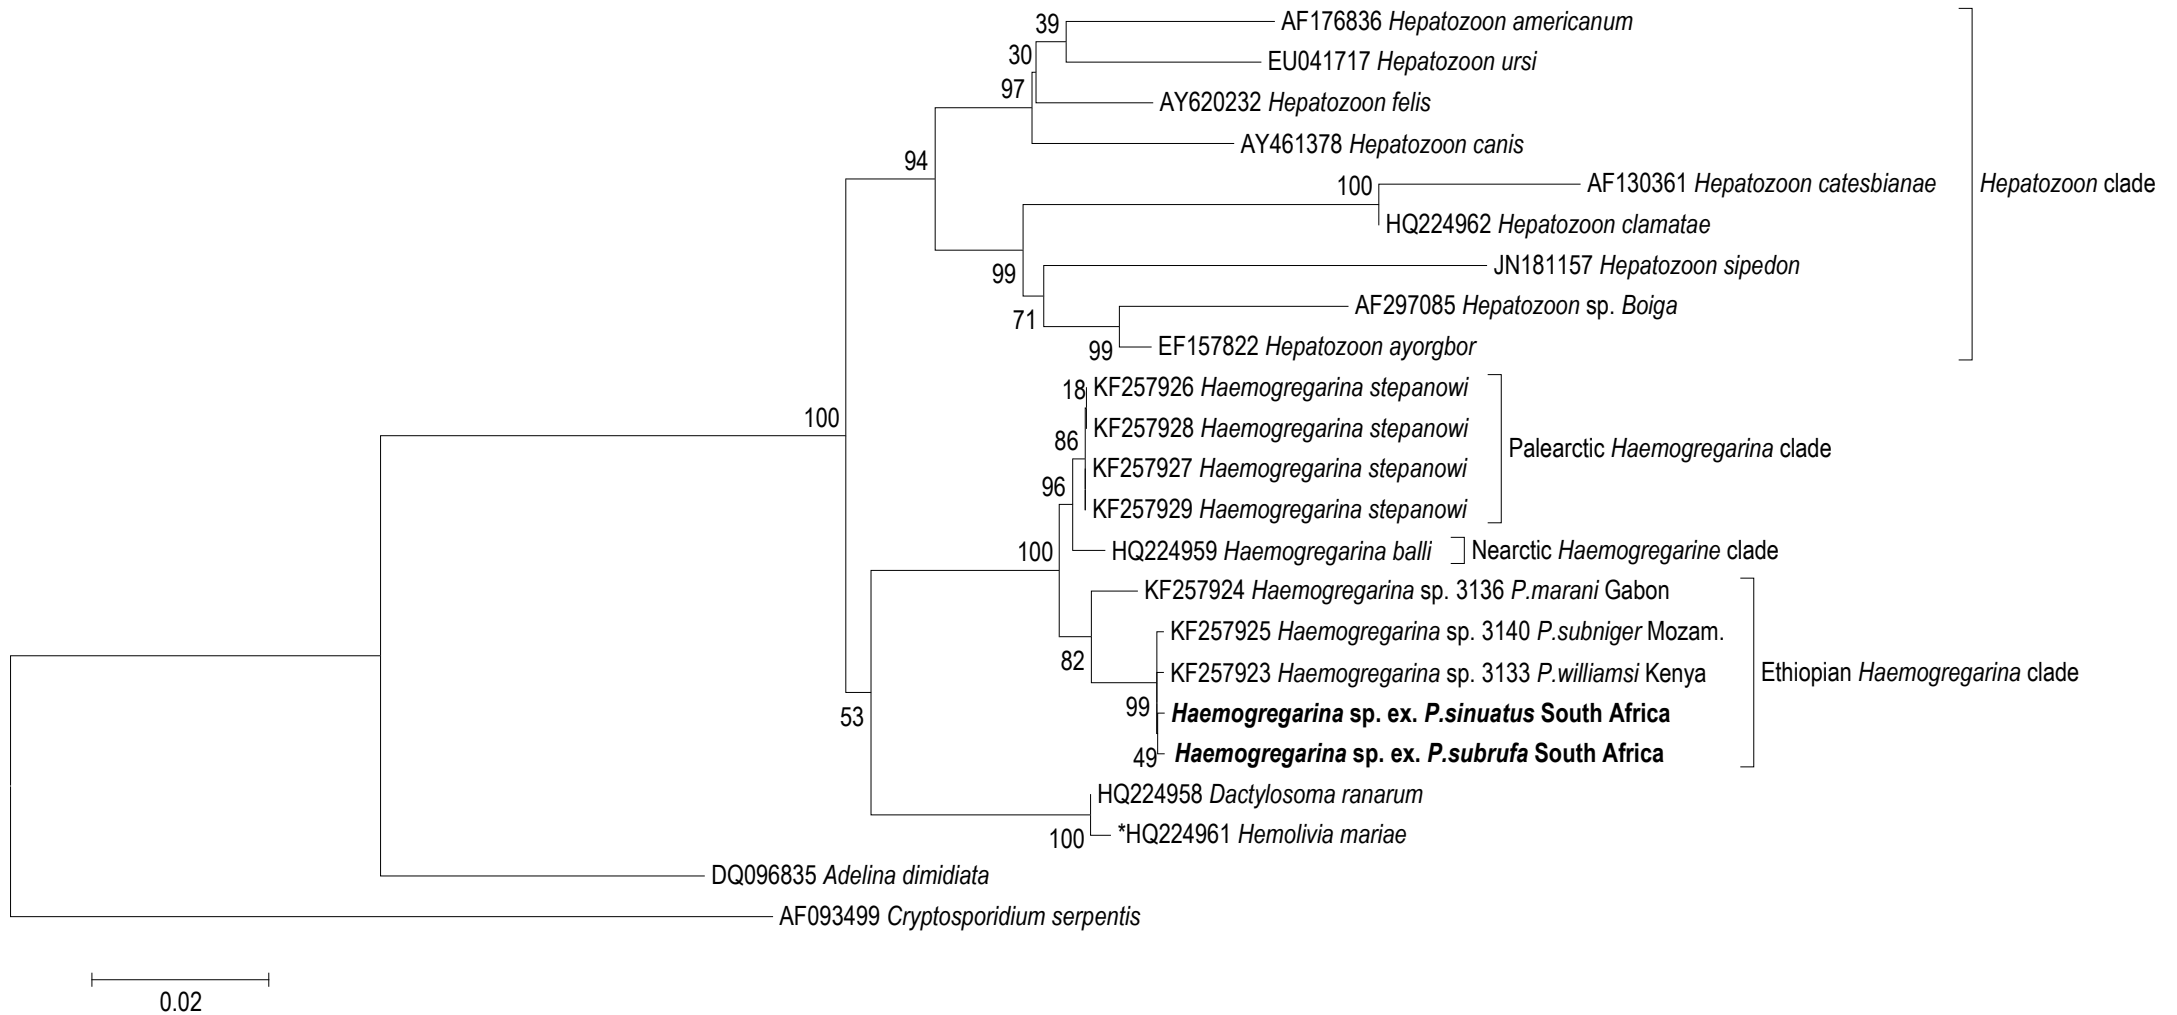 39
AF176836 Hepatozoon americanum
30
EU041717 Hepatozoon ursi
97
AY620232 Hepatozoon felis
AY461378 Hepatozoon canis
94
100
AF130361 Hepatozoon catesbianae
Hepatozoon clade
HQ224962 Hepatozoon clamatae
99
JN181157 Hepatozoon sipedon
71
AF297085 Hepatozoon sp. Boiga
99
EF157822 Hepatozoon ayorgbor
18
KF257926 Haemogregarina stepanowi
100
KF257928 Haemogregarina stepanowi
86
Palearctic Haemogregarina clade
KF257927 Haemogregarina stepanowi
96
KF257929 Haemogregarina stepanowi
100
HQ224959 Haemogregarina balli
Nearctic Haemogregarine clade
KF257924 Haemogregarina sp. 3136 P.marani Gabon
KF257925 Haemogregarina sp. 3140 P.subniger Mozam.
82
KF257923 Haemogregarina sp. 3133 P.williamsi Kenya
Ethiopian Haemogregarina clade
99
Haemogregarina sp. ex. P.sinuatus South Africa
53
49
Haemogregarina sp. ex. P.subrufa South Africa
HQ224958 Dactylosoma ranarum
100
*HQ224961 Hemolivia mariae
DQ096835 Adelina dimidiata
AF093499 Cryptosporidium serpentis
0.02